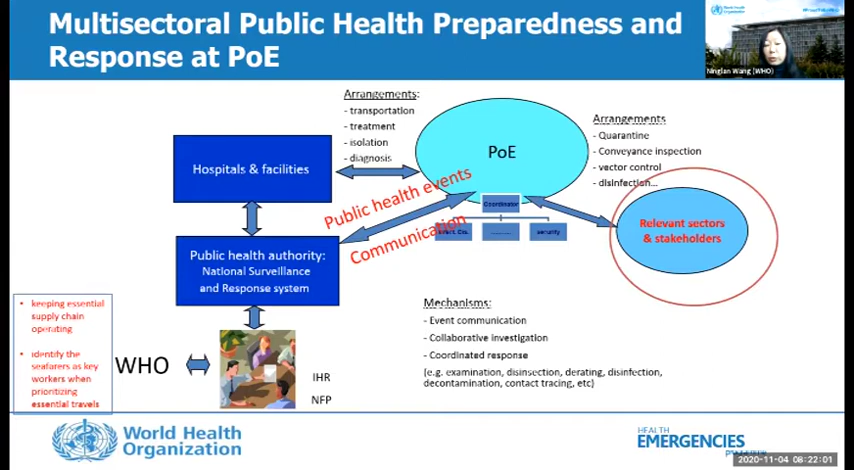 Multisectoral Public Health Preparedness and
Response at PoE
World Health
Organization
Ninglan Wang (WHO)
Arrangements:
- transportation
- treatment
- isolation
- diagnosis
PoE
Arrangements
- Quarantine
- Conveyance inspection
- vector control
- disinfection...
Hospitals & facilities
Public health events
Communication
Coordinator
security
Relevant sectors
& stakeholders
Public health authority:
National Surveillance
and Response system
• keeping essential
supply chain
operating
• identify the
seafarers as key
workers when
prioritizing
essential travels
WHO
IHR
NFP
Mechanisms:
- Event communication
- Collaborative investigation
- Coordinated response
(e.g. examination, disinsection, derating, disinfection,
decontamination, contact tracing, etc)
World Health
Organization
HEALTH
EMERGENCIES
2020-11-04 08:22:01